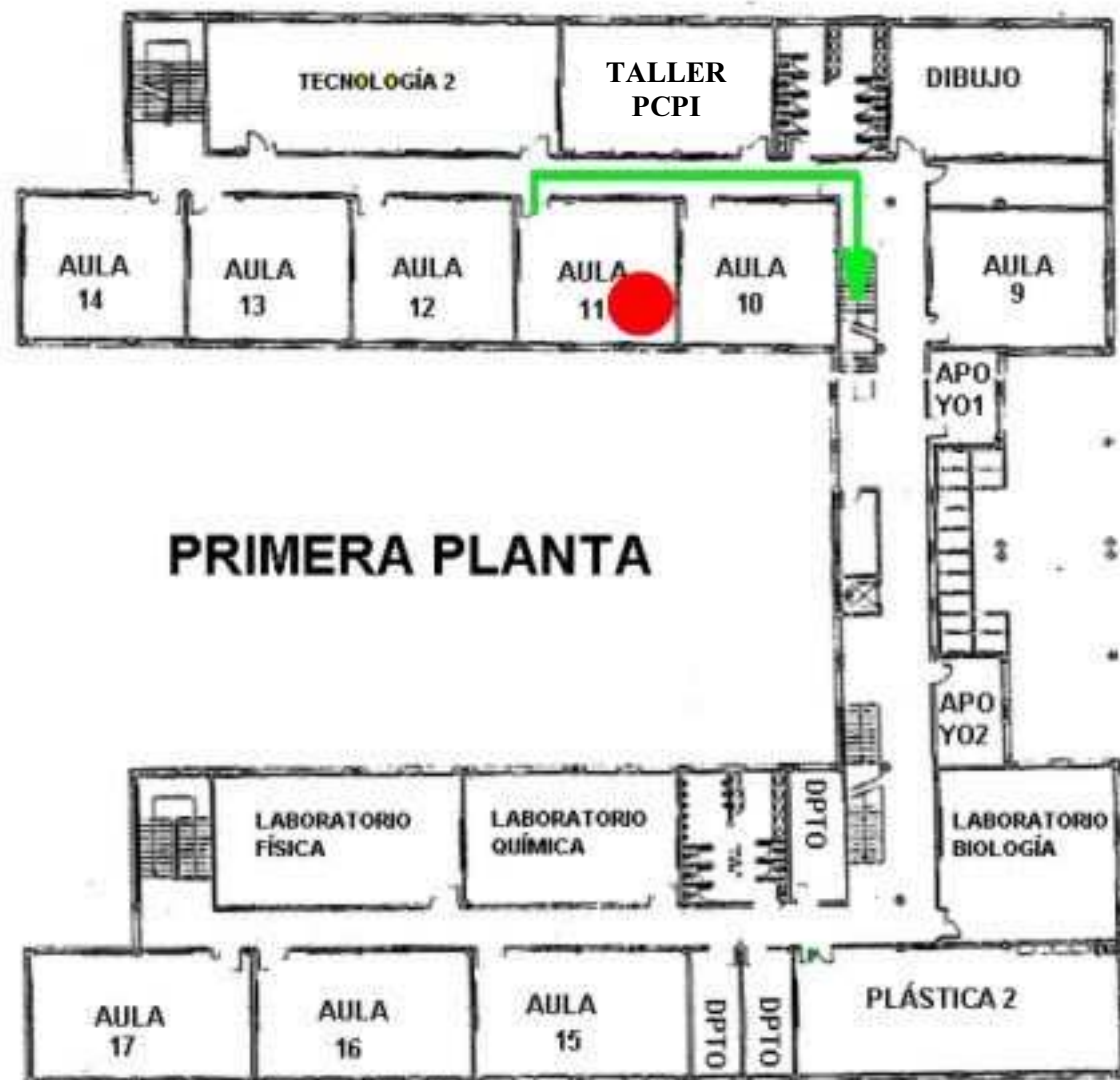 TECNOLOGÍA 2
TALLER
PCPI
DIBUJO
AULA
14
AULA
13
AULA
12
AULA
11
AULA
10
AULA
9
APO
YO1
PRIMERA PLANTA
APO
YO2
LABORATORIO
FÍSICA
LABORATORIO
QUÍMICA
DPTO
LABORATORIO
BIOLOGÍA
AULA
17
AULA
16
AULA
15
DPTO
DPTO
PLÁSTICA 2